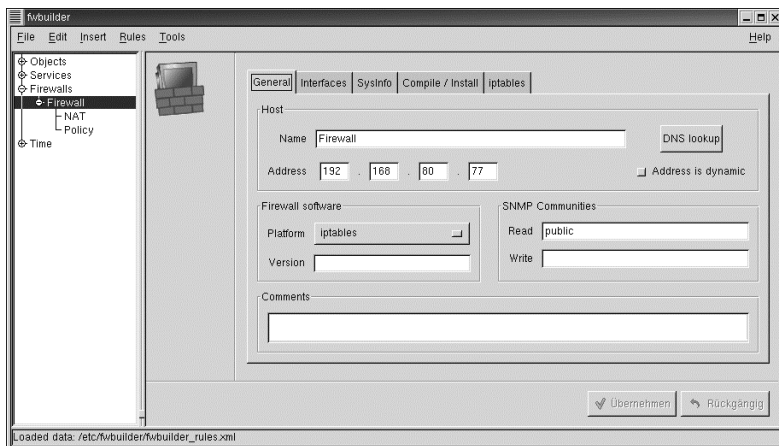 fwbuilder
File Edit Insert Rules Tools Help
Objects
Services
Firewalls
Firewall
NAT
Policy
Time
General Interfaces SysInfo Compile / Install iptables
Host
Name Firewall DNS lookup
Address 192 . 168 . 80 . 77 Address is dynamic
Firewall software SNMP Communities
Platform iptables Read public
Version Write
Comments
Übernehmen Rückgängig
Loaded data: /etc/fwbuilder/fwbuilder_rules.xml